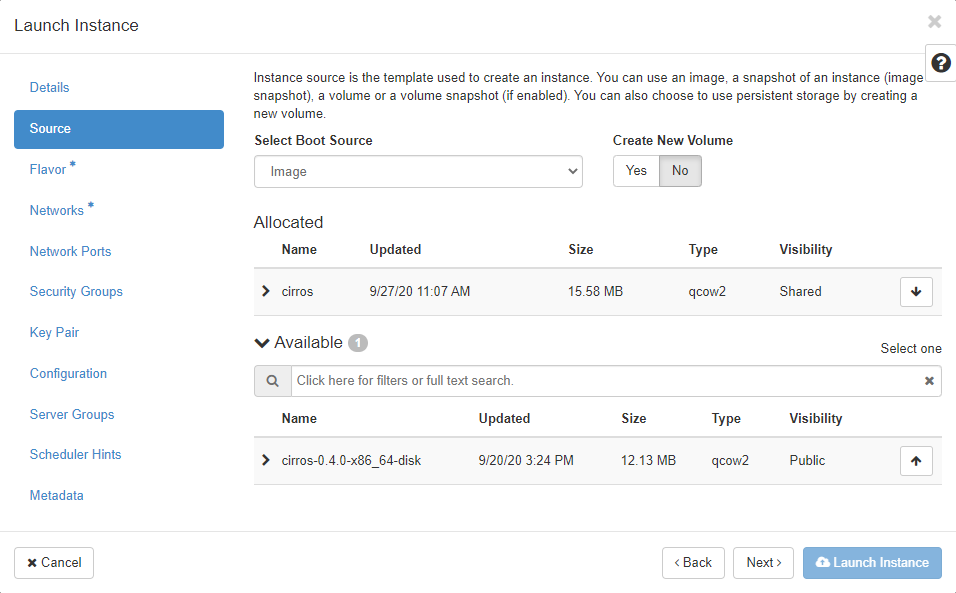 Launch Instance
Details
Source
Flavor *
Networks *
Network Ports
Security Groups
Key Pair
Configuration
Server Groups
Scheduler Hints
Metadata
Instance source is the template used to create an instance. You can use an image, a snapshot of an instance (image
snapshot), a volume or a volume snapshot (if enabled). You can also choose to use persistent storage by creating a
new volume.
Select Boot Source Create New Volume
Image Yes No
Allocated
Name Updated Size Type Visibility
cirros 9/27/20 11:07 AM 15.58 MB qcow2 Shared
Available 1
Select one
Click here for filters or full text search.
Name Updated Size Type Visibility
cirros-0.4.0-x86_64-disk 9/20/20 3:24 PM 12.13 MB qcow2 Public
Cancel ‹ Back Next › Launch Instance